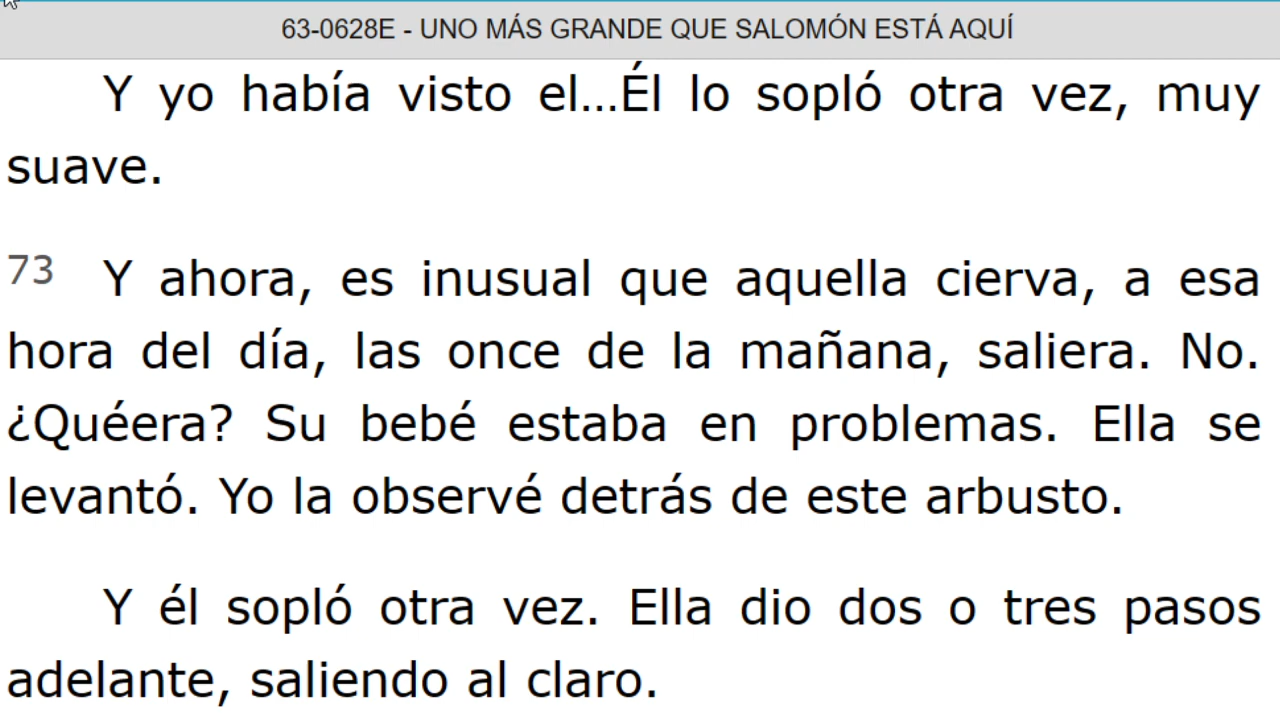 63-0628E - UNO MÁS GRANDE QUE SALOMÓN ESTÁ AQUÍ
Y yo había visto el...Él lo sopló otra vez, muy
suave.
73 Y ahora, es inusual que aquella cierva, a esa
hora del día, las once de la mañana, saliera. No.
¿Quéera? Su bebé estaba en problemas. Ella se
levantó. Yo la observé detrás de este arbusto.
Y él sopló otra vez. Ella dio dos o tres pasos
adelante, saliendo al claro.